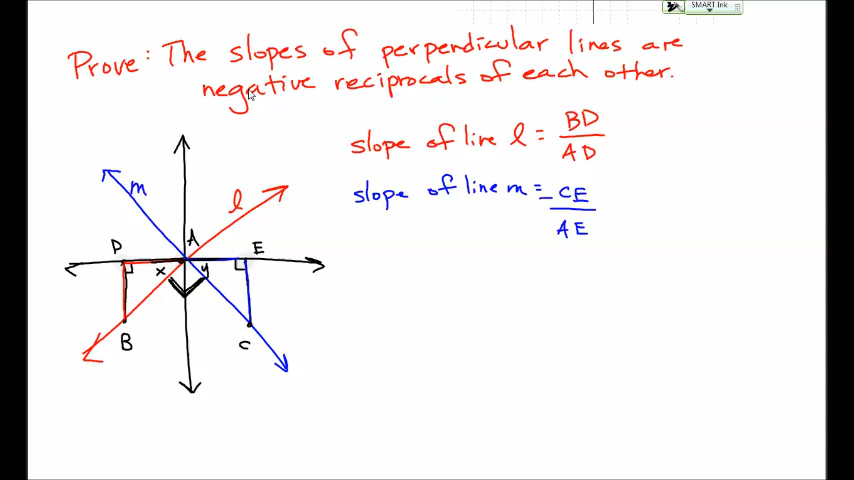 SMART Ink
Prove: The slopes of perpendicular lines are
negative reciprocals of each other.
slope of line l = BD
AD
slope of line m = - CE
AE
m
l
A
D
E
x
y
B
C